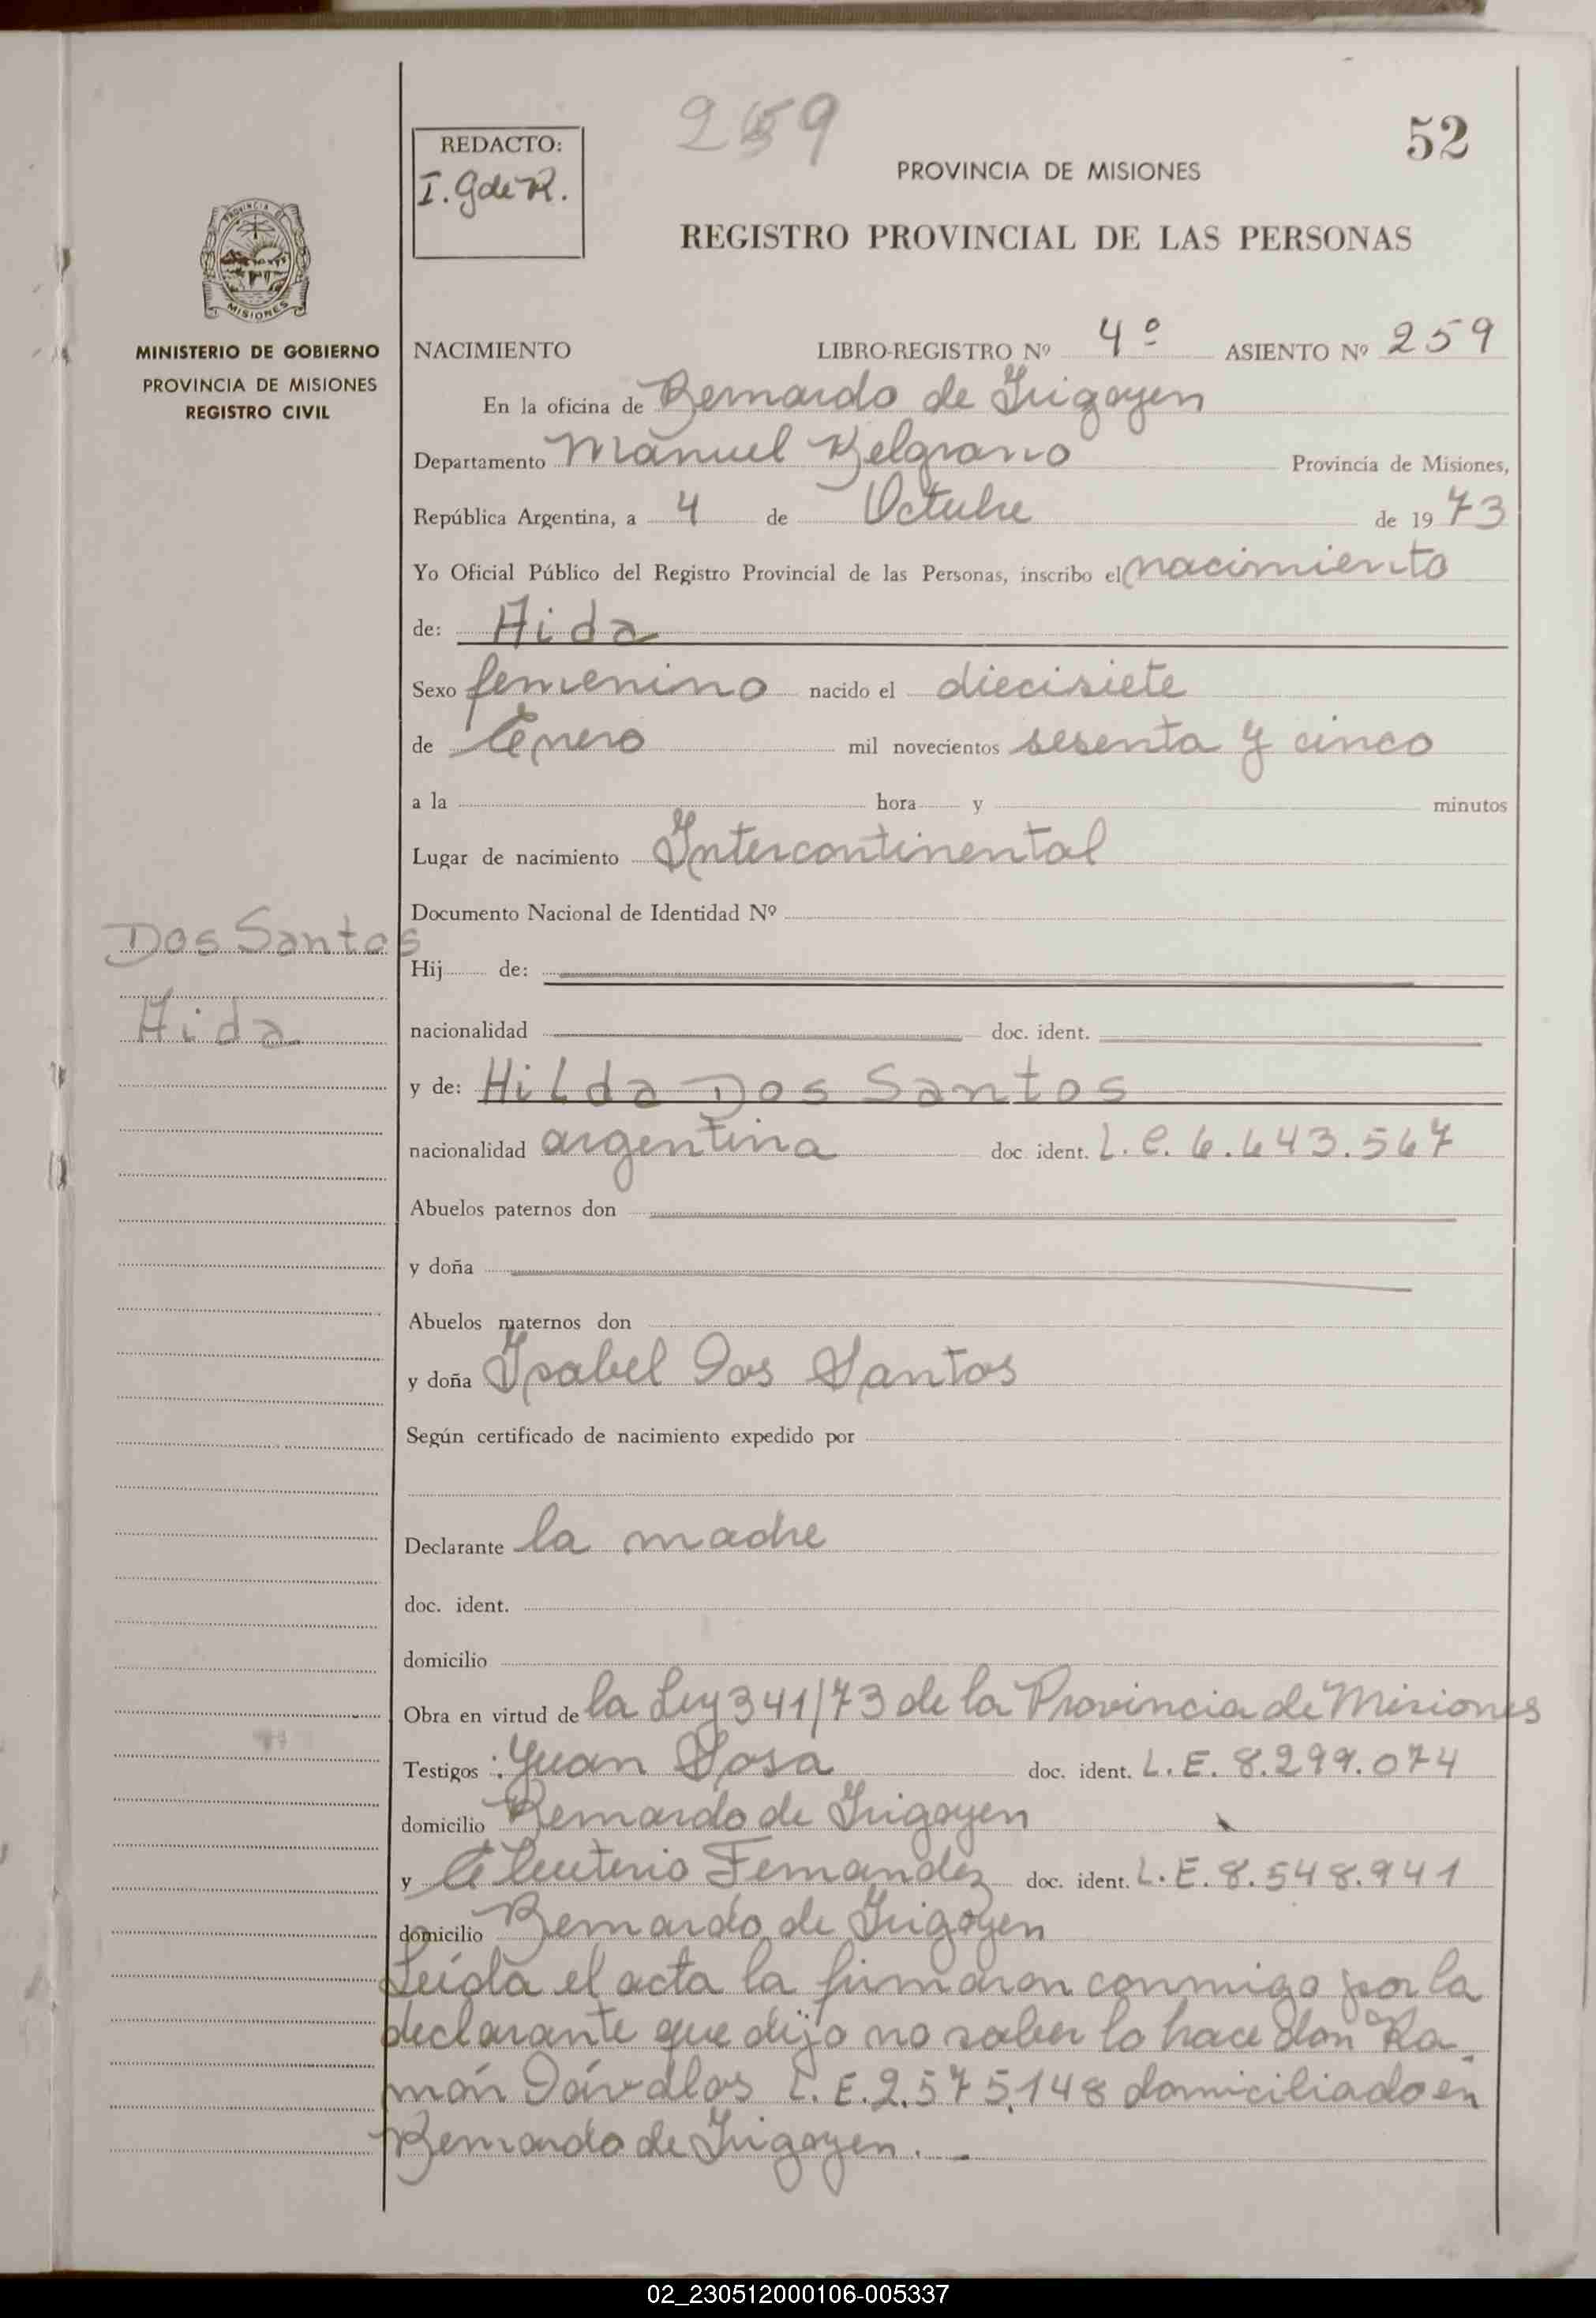 259
52
REDACTO:
I. G de R.
PROVINCIA DE MISIONES
REGISTRO PROVINCIAL DE LAS PERSONAS
PROVINCIA DE
MISIONES
MINISTERIO DE GOBIERNO
PROVINCIA DE MISIONES
REGISTRO CIVIL
NACIMIENTO LIBRO-REGISTRO Nº 4º ASIENTO Nº 259
En la oficina de Bernardo de Irigoyen
Departamento Manuel Belgrano Provincia de Misiones,
República Argentina, a 4 de Octubre de 1973
Yo Oficial Público del Registro Provincial de las Personas, inscribo el nacimiento
de: Aida
Sexo femenino nacido el diecisiete
de Enero mil novecientos sesenta y cinco
a la hora y minutos
Lugar de nacimiento Intercontinental
Documento Nacional de Identidad Nº
Dos Santos
Hij de:
Aida
nacionalidad doc. ident.
y de: Hilda Dos Santos
nacionalidad argentina doc. ident. L.C. 6.643.567
Abuelos paternos don
y doña
Abuelos maternos don
y doña Ysabel Dos Santos
Según certificado de nacimiento expedido por
Declarante la madre
doc. ident.
domicilio
Obra en virtud de la Ley 341/73 de la Provincia de Misiones
Testigos : Juan Sosa doc. ident. L.E. 8.299.074
domicilio Bernardo de Irigoyen
y Eleuterio Fernandez doc. ident. L.E. 8.548.941
domicilio Bernardo de Irigoyen
Leída el acta la firmaron conmigo por la
declarante que dijo no saber lo hace don Ra-
món Dávalos L.E. 2.575.148 domiciliado en
Bernardo de Irigoyen.
02_230512000106-005337